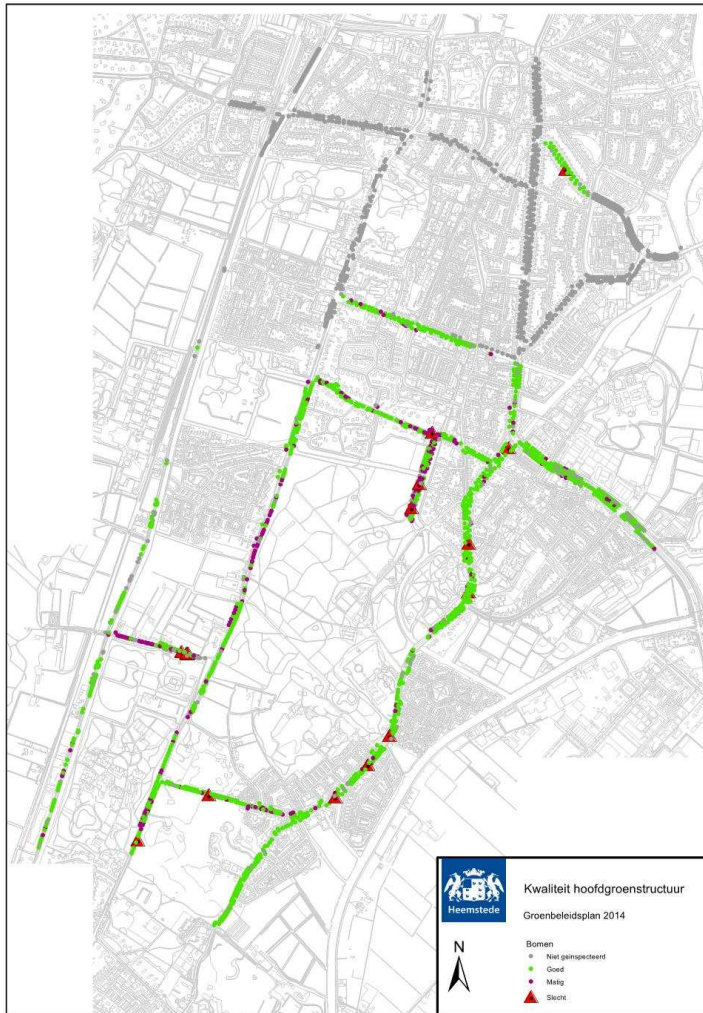 Heemstede
Kwaliteit hoofdgroenstructuur
Groenbeleidsplan 2014
N
Bomen
Niet geinspecteerd
Goed
Matig
Slecht